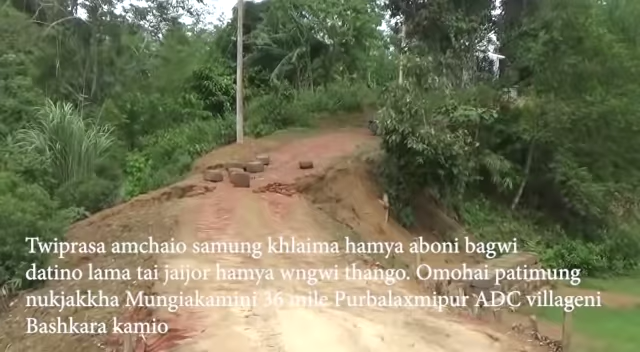 Twiprasa amchaio samung khlaima hamya aboni bagwi
datino lama tai jaijor hamya wngwi thango. Omohai patimung
nukjakkha Mungiakamini 36 mile Purbalaxmipur ADC villageni
Bashkara kamio